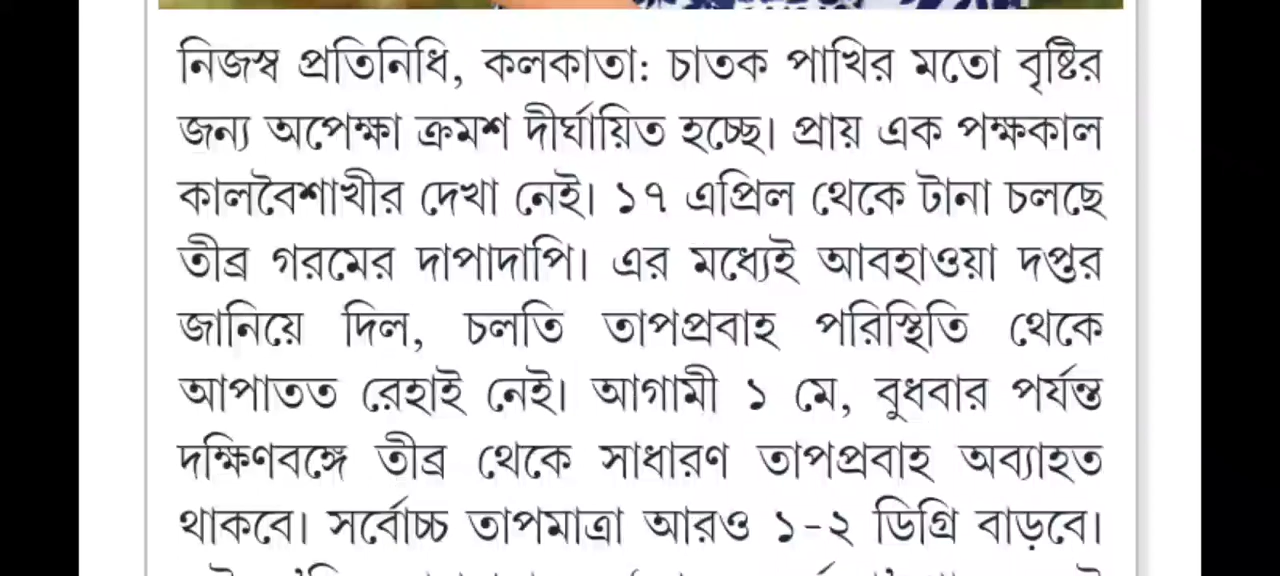 নিজস্ব প্রতিনিধি, কলকাতা: চাতক পাখির মতো বৃষ্টির
জন্য অপেক্ষা ক্রমশ দীর্ঘায়িত হচ্ছে। প্রায় এক পক্ষকাল
কালবৈশাখীর দেখা নেই। ১৭ এপ্রিল থেকে টানা চলছে
তীব্র গরমের দাপাদাপি। এর মধ্যেই আবহাওয়া দপ্তর
জানিয়ে দিল, চলতি তাপপ্রবাহ পরিস্থিতি থেকে
আপাতত রেহাই নেই। আগামী ১ মে, বুধবার পর্যন্ত
দক্ষিণবঙ্গে তীব্র থেকে সাধারণ তাপপ্রবাহ অব্যাহত
থাকবে। সর্বোচ্চ তাপমাত্রা আরও ১-২ ডিগ্রি বাড়বে।